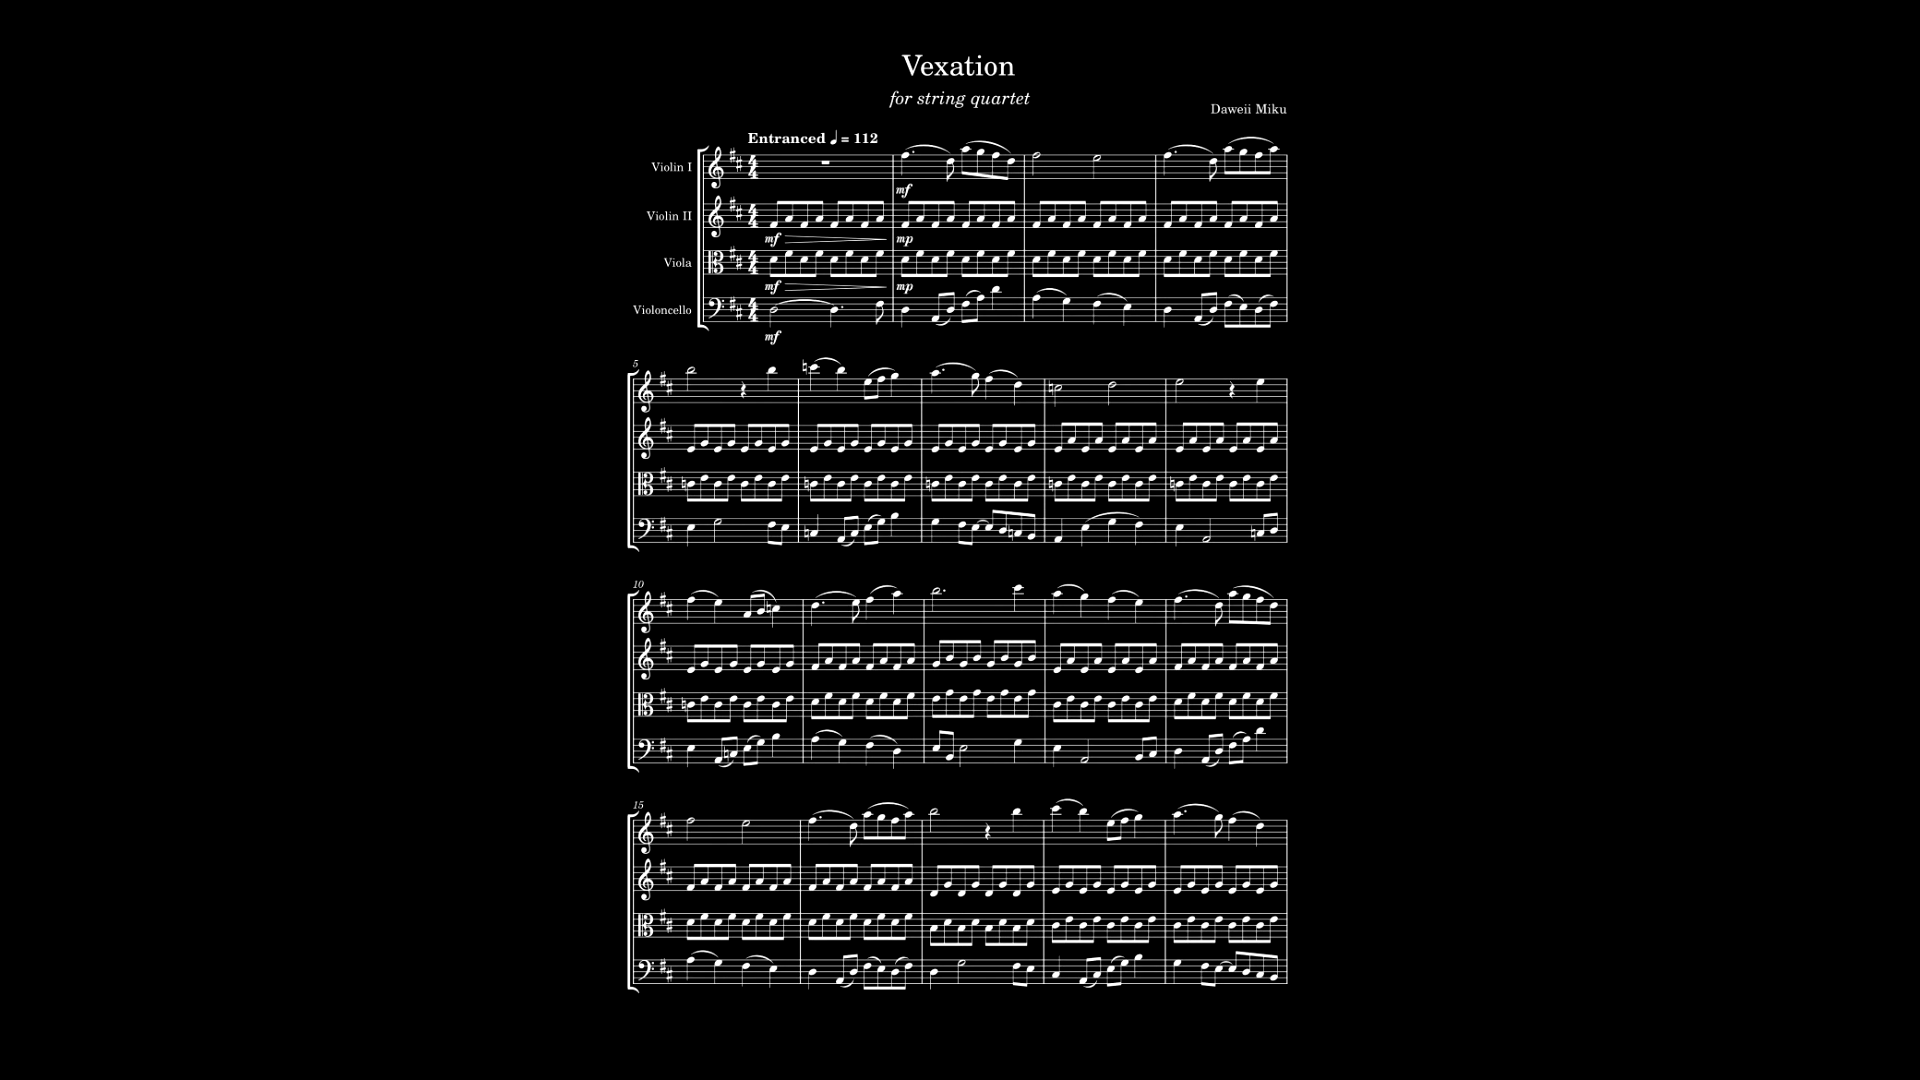 Vexation
for string quartet
Daweii Miku
Entranced ♩ = 112
Violin I
mf
Violin II
mf mp
Viola
mf mp
Violoncello
mf
5
10
15